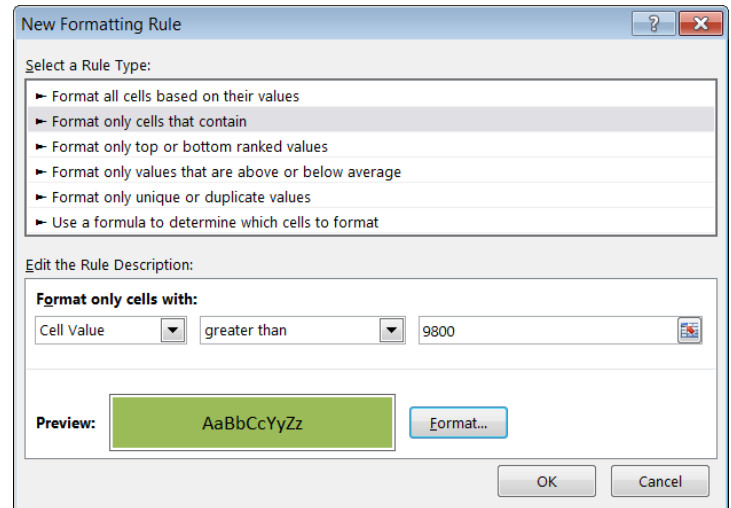 New Formatting Rule
Select a Rule Type:
► Format all cells based on their values
► Format only cells that contain
► Format only top or bottom ranked values
► Format only values that are above or below average
► Format only unique or duplicate values
► Use a formula to determine which cells to format
Edit the Rule Description:
Format only cells with:
Cell Value greater than 9800
Preview: AaBbCcYyZz Format...
OK Cancel